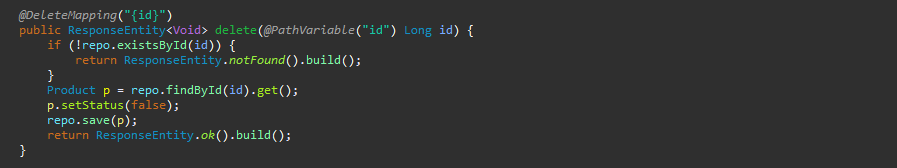 @DeleteMapping("{id}")
public ResponseEntity<Void> delete(@PathVariable("id") Long id) {
    if (!repo.existsById(id)) {
        return ResponseEntity.notFound().build();
    }
    Product p = repo.findById(id).get();
    p.setStatus(false);
    repo.save(p);
    return ResponseEntity.ok().build();
}